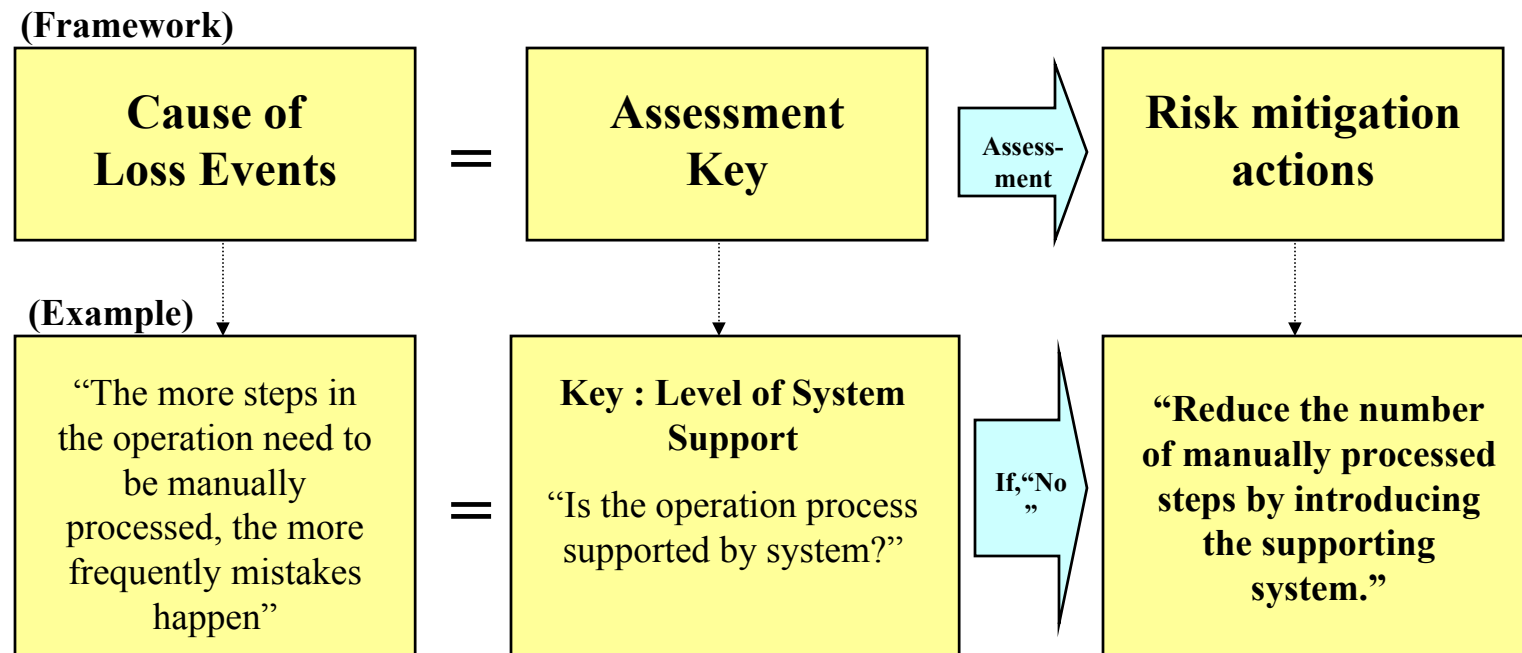 (Framework)
Cause of
Loss Events
=
Assessment
Key
Assess-
ment
Risk mitigation
actions
(Example)
“The more steps in
the operation need to
be manually
processed, the more
frequently mistakes
happen”
=
Key : Level of System
Support
“Is the operation process
supported by system?”
If,“No
”
“Reduce the number
of manually processed
steps by introducing
the supporting
system.”